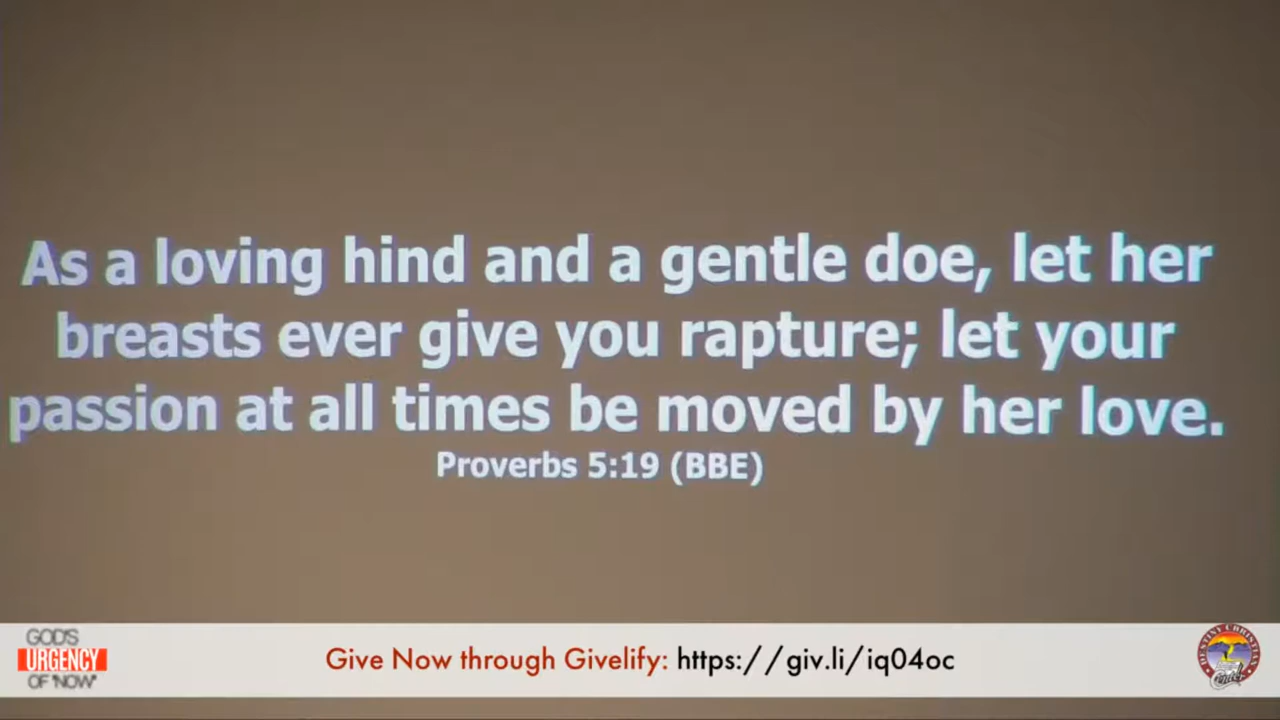 As a loving hind and a gentle doe, let her
breasts ever give you rapture; let your
passion at all times be moved by her love.
Proverbs 5:19 (BBE)
GOD'S
URGENCY
OF "NOW"
Give Now through Givelify: https://giv.li/iq04oc
DESTINY CHRISTIAN